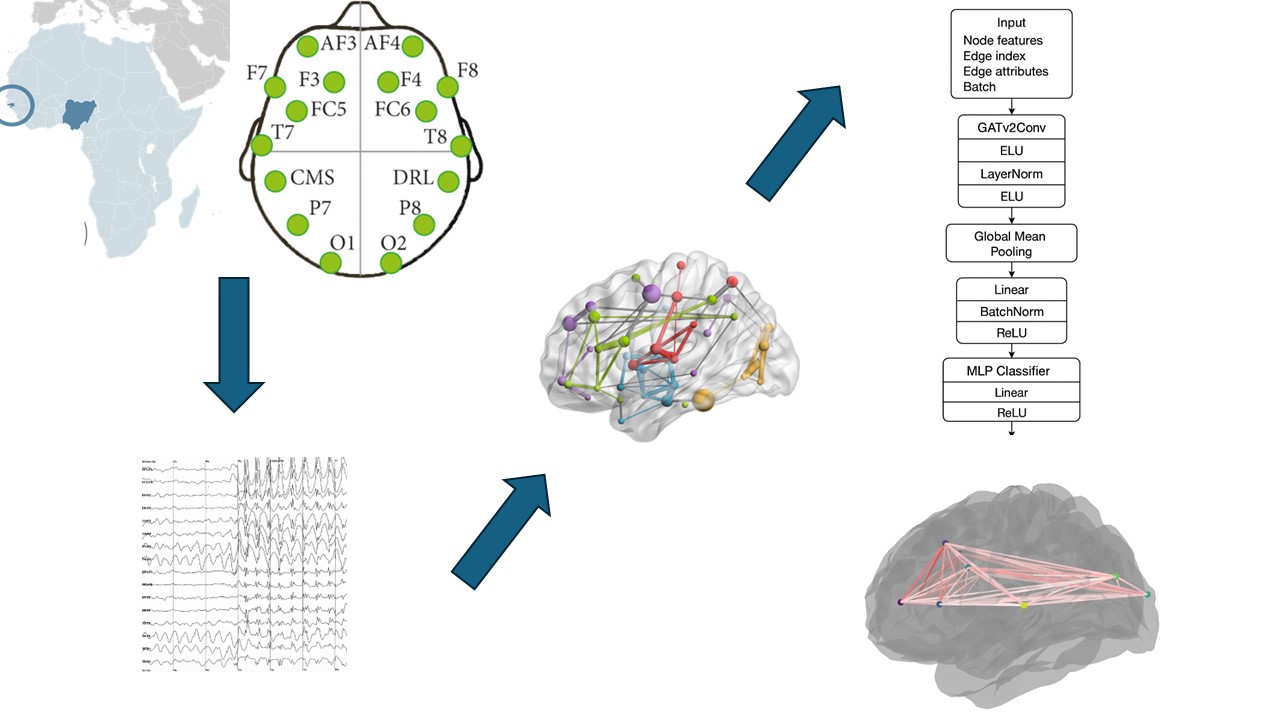 AF3 AF4
F7 F3 F4 F8
FC5 FC6
T7 T8
CMS DRL
P7 P8
O1 O2
Input
Node features
Edge index
Edge attributes
Batch
GATv2Conv
ELU
LayerNorm
ELU
Global Mean
Pooling
Linear
BatchNorm
ReLU
MLP Classifier
Linear
ReLU